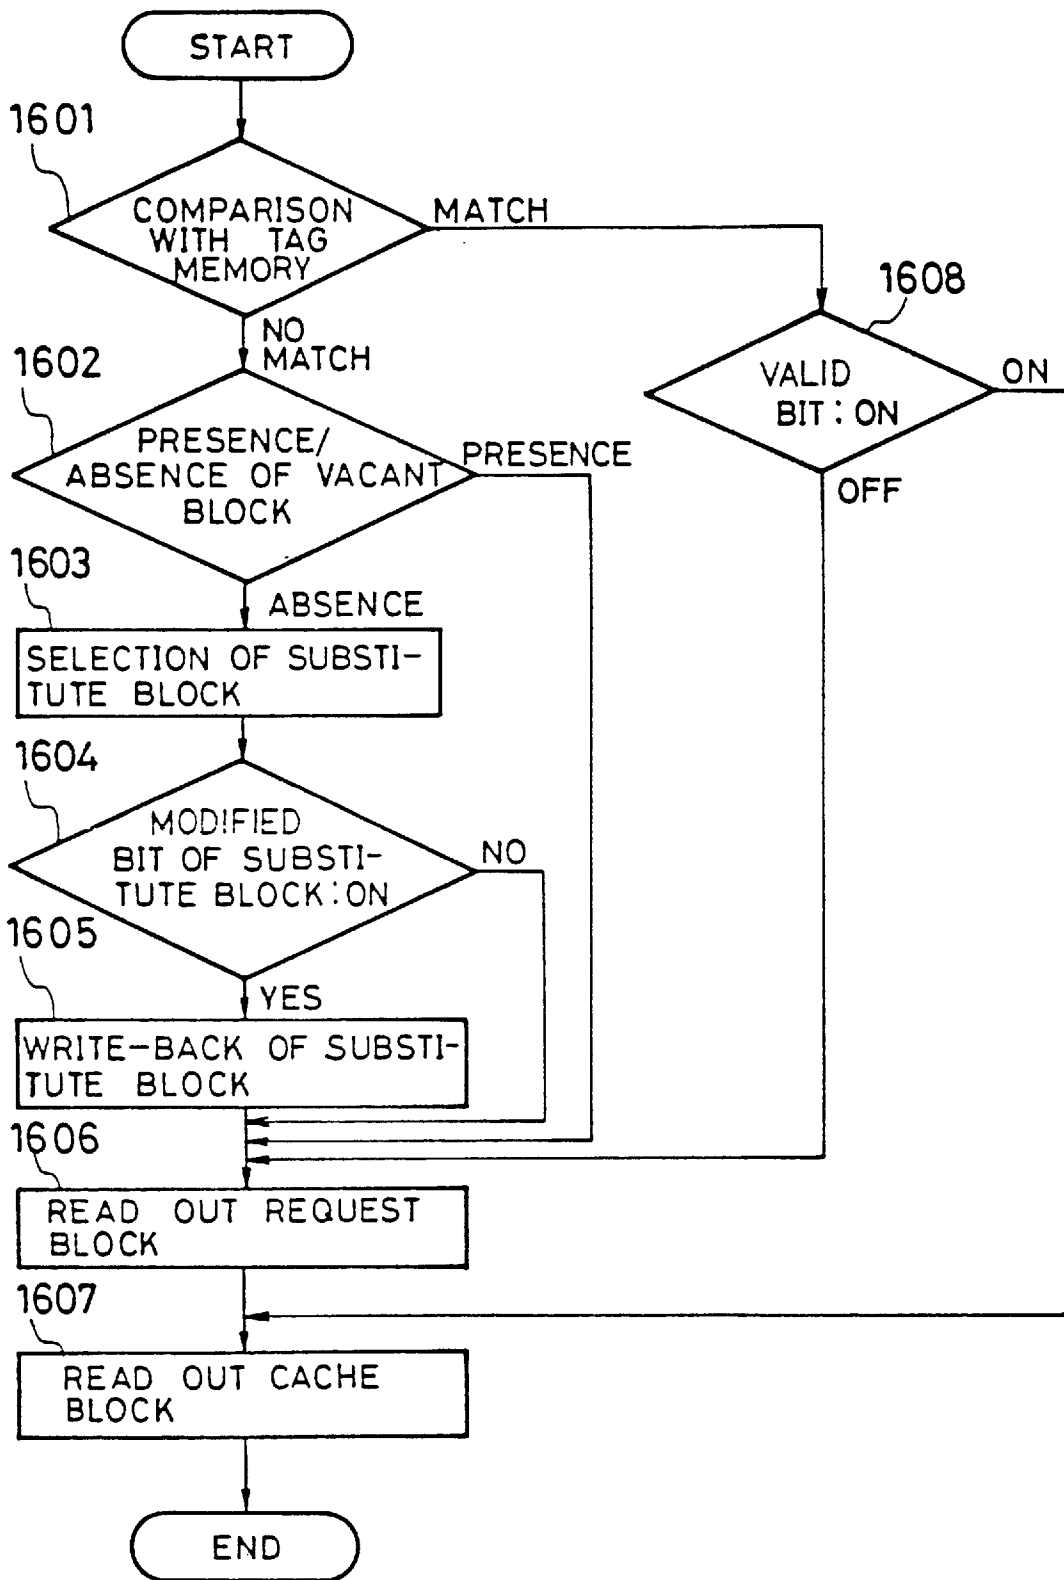 START
1601
COMPARISON
WITH TAG
MEMORY
MATCH
NO
MATCH
1608
VALID
BIT:ON
ON
OFF
1602
PRESENCE/
ABSENCE OF VACANT
BLOCK
PRESENCE
ABSENCE
1603
SELECTION OF SUBSTI-
TUTE BLOCK
1604
MODIFIED
BIT OF SUBSTI-
TUTE BLOCK:ON
NO
YES
1605
WRITE-BACK OF SUBSTI-
TUTE BLOCK
1606
READ OUT REQUEST
BLOCK
1607
READ OUT CACHE
BLOCK
END